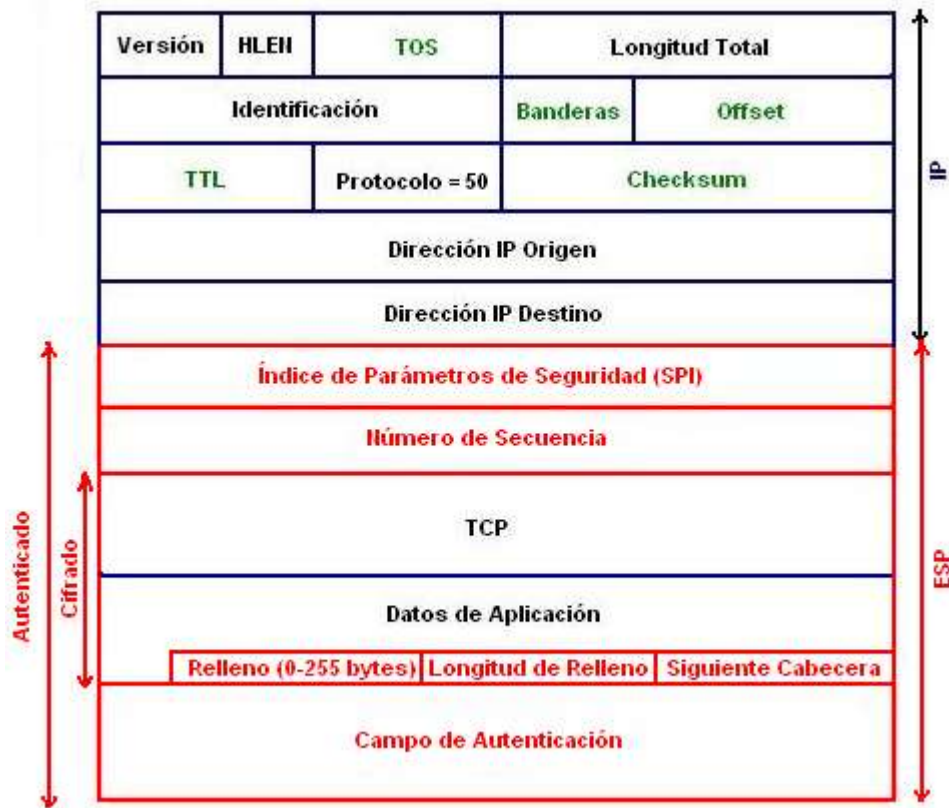 Versión HLEN TOS Longitud Total
Identificación Banderas Offset
TTL Protocolo = 50 Checksum
Dirección IP Origen
Dirección IP Destino
IP
Índice de Parámetros de Seguridad (SPI)
Número de Secuencia
TCP
Datos de Aplicación
Relleno (0-255 bytes) Longitud de Relleno Siguiente Cabecera
Campo de Autenticación
Autenticado
Cifrado
ESP